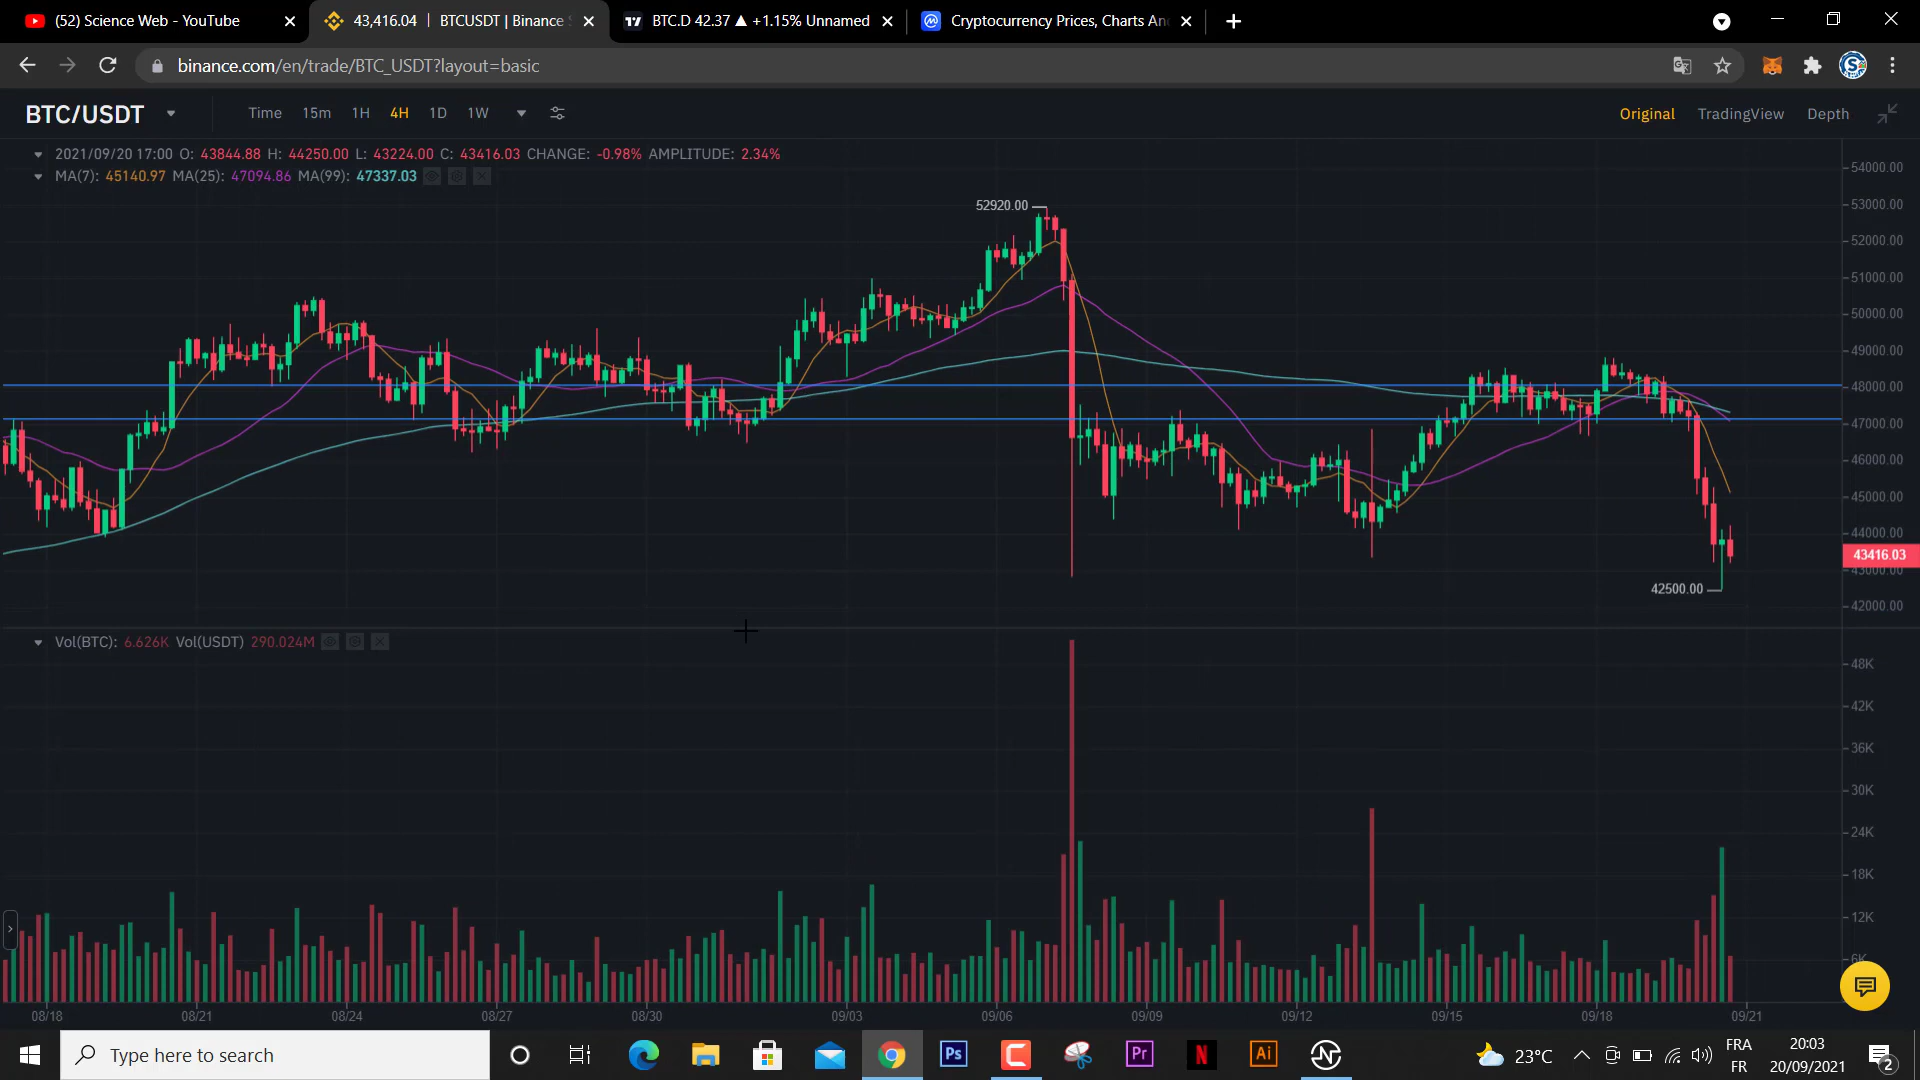 (52) Science Web - YouTube
43,416.04 | BTCUSDT | Binance S
BTC.D 42.37 ▲ +1.15% Unnamed
Cryptocurrency Prices, Charts An
binance.com/en/trade/BTC_USDT?layout=basic
BTC/USDT
Time 15m 1H 4H 1D 1W
Original TradingView Depth
2021/09/20 17:00 O: 43844.88 H: 44250.00 L: 43224.00 C: 43416.03 CHANGE: -0.98% AMPLITUDE: 2.34%
MA(7): 45140.97 MA(25): 47094.86 MA(99): 47337.03
54000.00
53000.00
52920.00
52000.00
51000.00
50000.00
49000.00
48000.00
47000.00
46000.00
45000.00
44000.00
43416.03
43000.00
42500.00
42000.00
Vol(BTC): 6.626K Vol(USDT) 290.024M
48K
42K
36K
30K
24K
18K
12K
6K
08/18 08/21 08/24 08/27 08/30 09/03 09/06 09/09 09/12 09/15 09/18 09/21
Type here to search
Ps
Pr
N
Ai
23°C
FRA
FR
20:03
20/09/2021
2